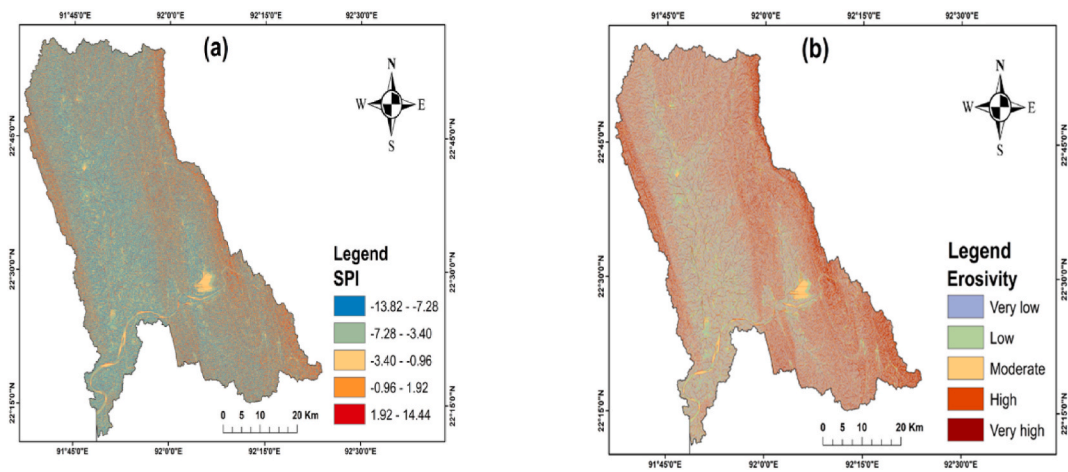 91°45'0"E 92°0'0"E 92°15'0"E 92°30'0"E
(a)
N
W E
S
22°45'0"N 22°45'0"N
22°30'0"N 22°30'0"N
22°15'0"N 22°15'0"N
Legend
SPI
-13.82 - -7.28
-7.28 - -3.40
-3.40 - -0.96
-0.96 - 1.92
1.92 - 14.44
0 5 10 20 Km
91°45'0"E 92°0'0"E 92°15'0"E 92°30'0"E
91°45'0"E 92°0'0"E 92°15'0"E 92°30'0"E
(b)
N
W E
S
22°45'0"N 22°45'0"N
22°30'0"N 22°30'0"N
22°15'0"N 22°15'0"N
Legend
Erosivity
Very low
Low
Moderate
High
Very high
0 5 10 20 Km
91°45'0"E 92°0'0"E 92°15'0"E 92°30'0"E